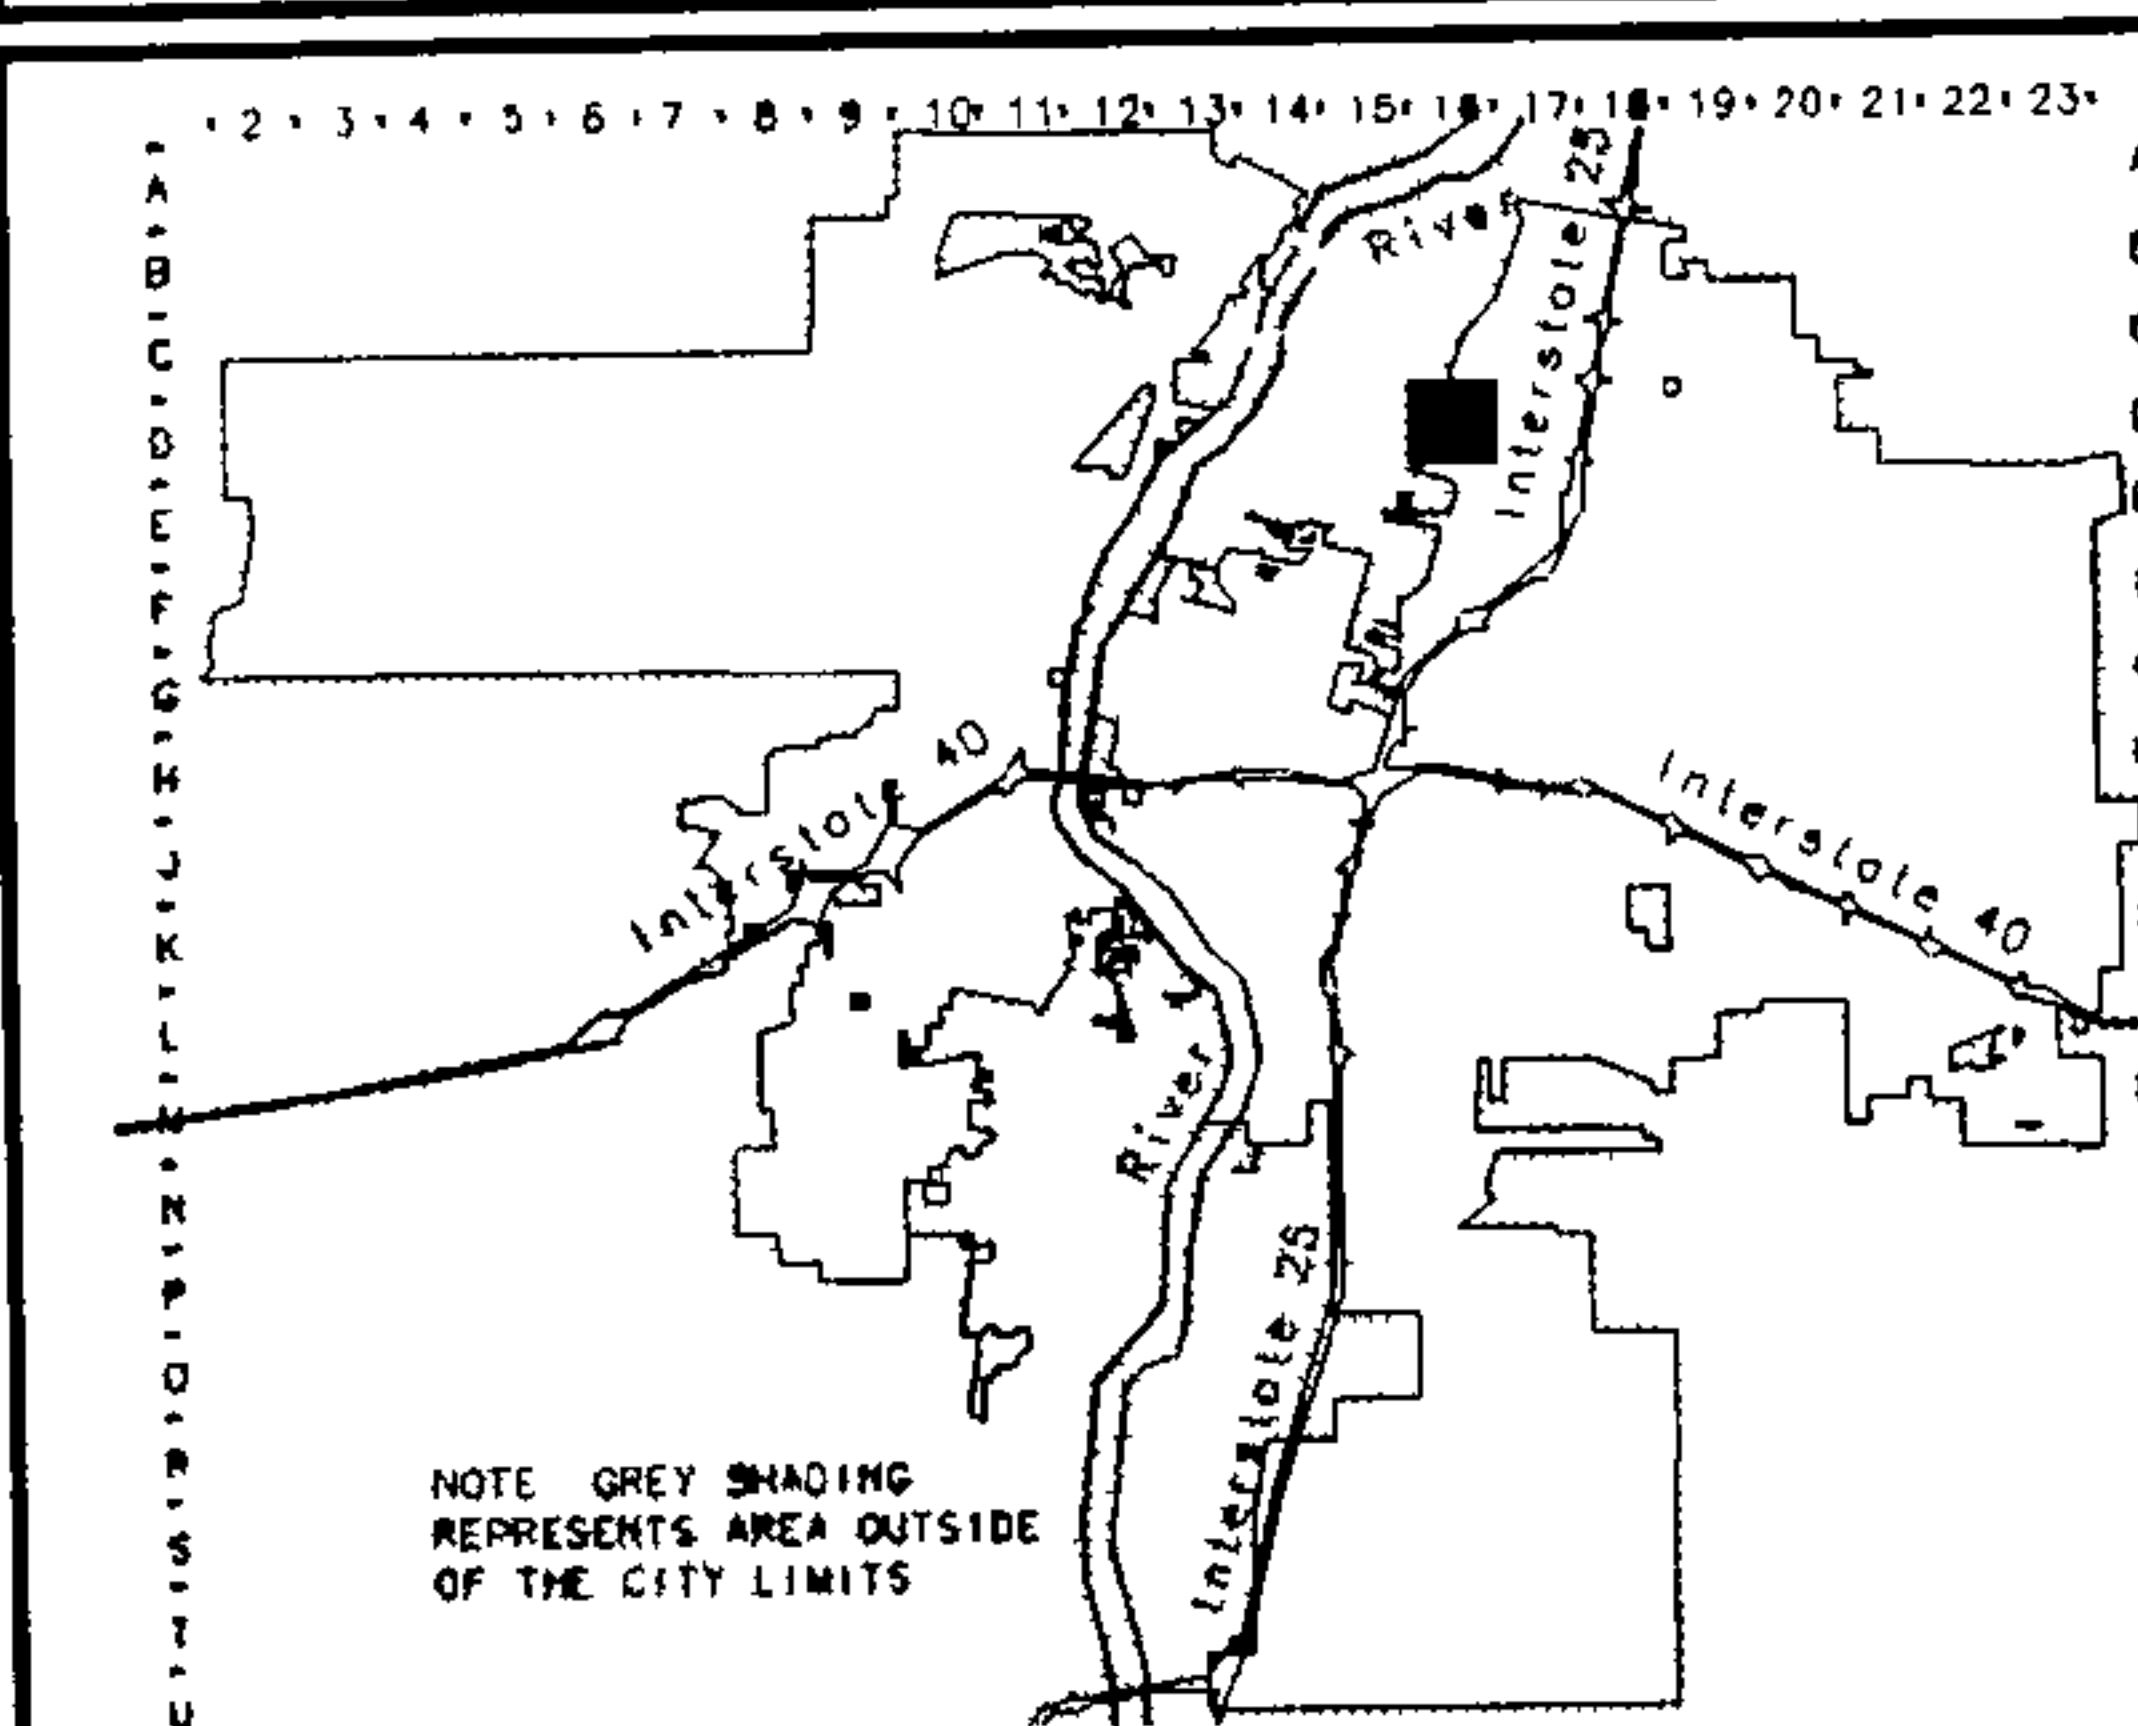 2 3 4 5 6 7 8 9 10 11 12 13 14 15 16 17 18 19 20 21 22 23
A
B
C
D
E
F
G
H
J
K
L
M
N
P
Q
R
S
T
U
River
Interstate 25
Interstate 40
Interstate 40
River
Interstate 25
NOTE GREY SHADING
REPRESENTS AREA OUTSIDE
OF THE CITY LIMITS